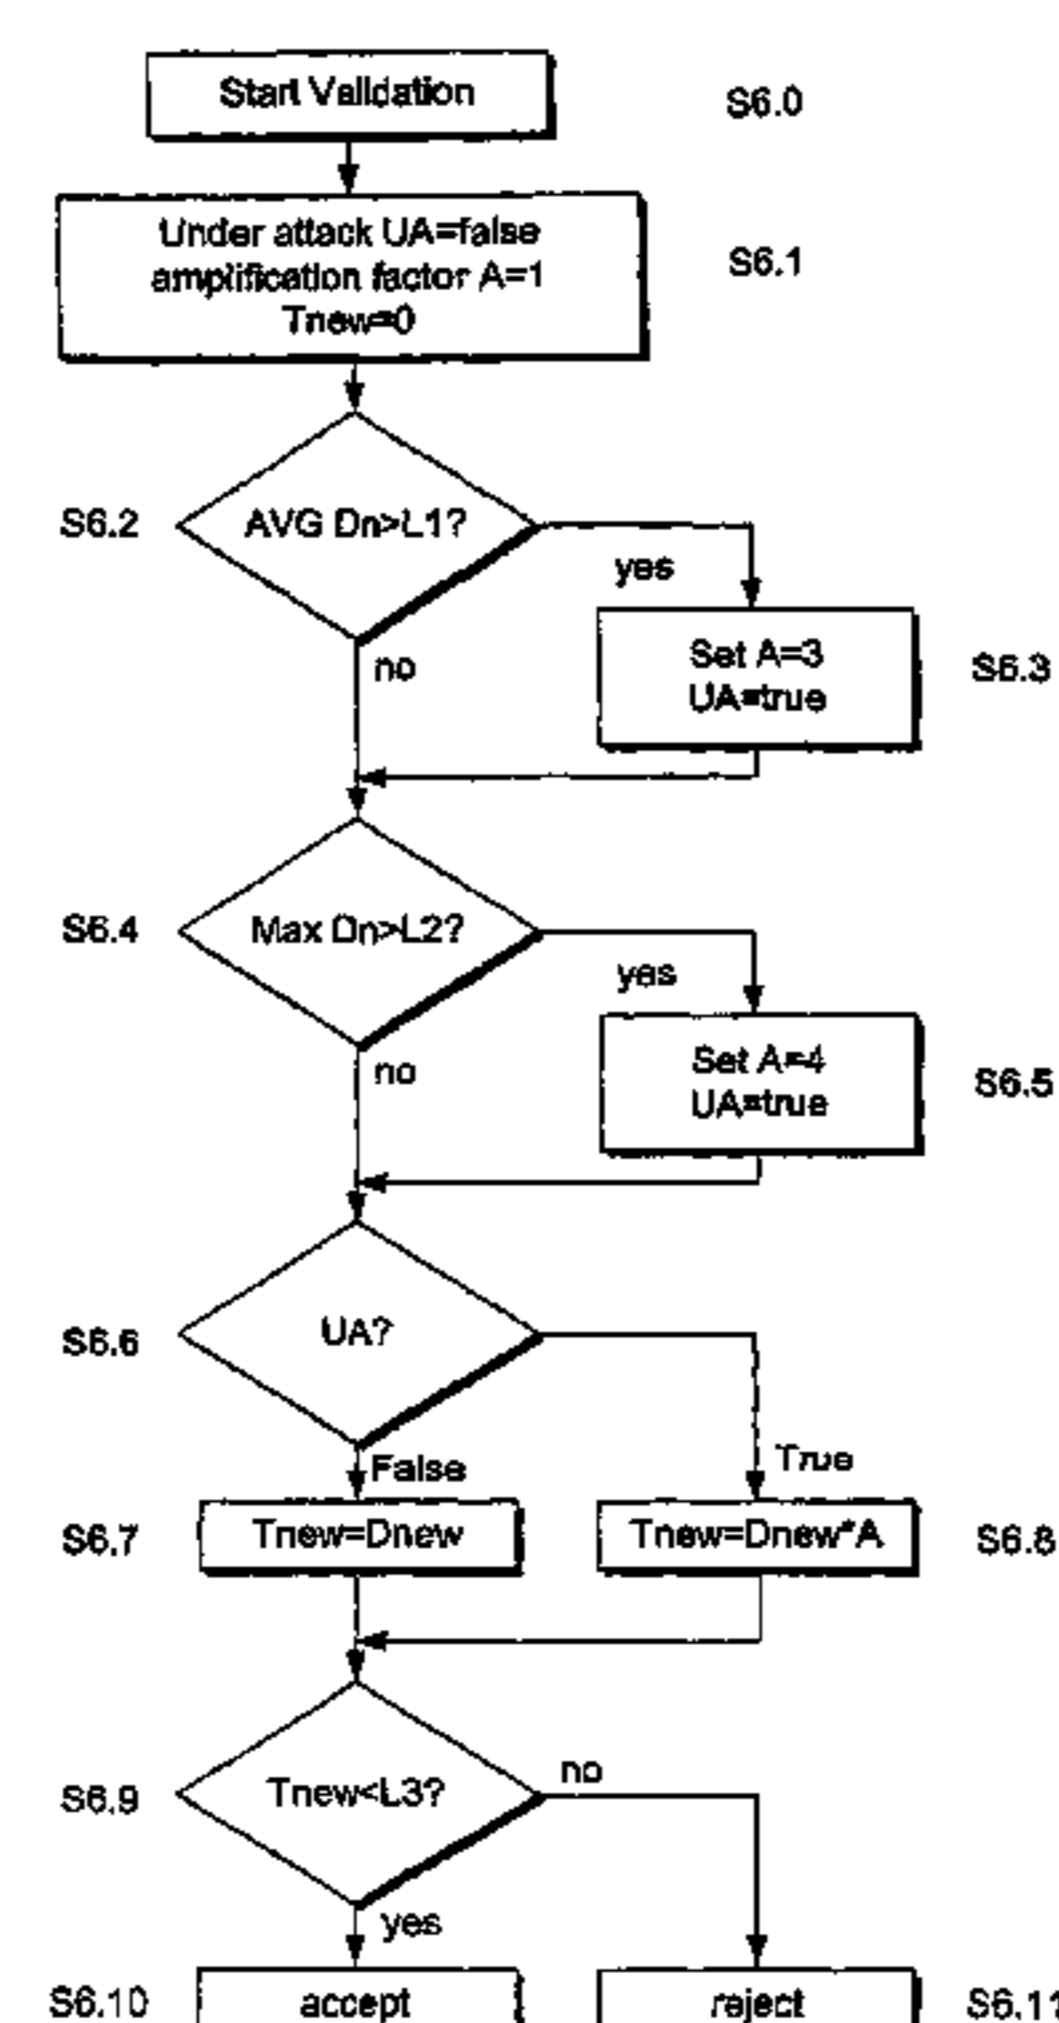 Start Validation
S6.0
Under attack UA=false
amplification factor A=1
Tnew=0
S6.1
S6.2
AVG Dn>L1?
yes
no
Set A=3
UA=true
S6.3
S6.4
Max Dn>L2?
yes
no
Set A=4
UA=true
S6.5
S6.6
UA?
False
True
S6.7
Tnew=Dnew
Tnew=Dnew*A
S6.8
S6.9
Tnew<L3?
no
yes
S6.10
accept
reject
S6.11